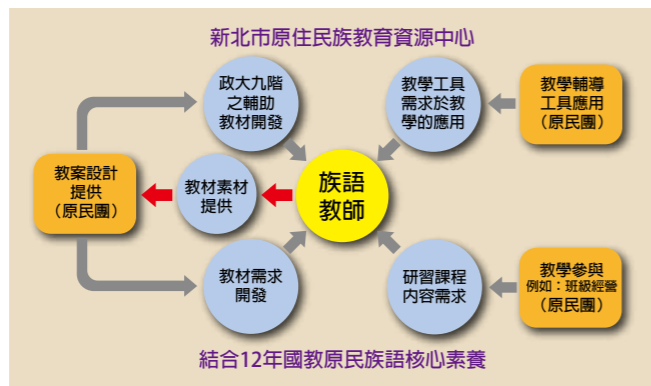 新北市原住民族教育資源中心
政大九階
之輔助
教材開發
教學工具
需求於教
學的應用
教學輔導
工具應用
（原民團）
教案設計
提供
（原民團）
教材素材
提供
族語
教師
教材需求
開發
研習課程
內容需求
教學參與
例如：班級經營
（原民團）
結合12年國教原民族語核心素養